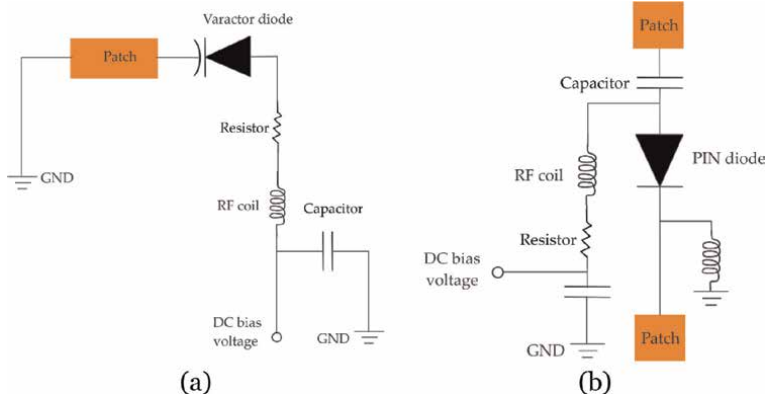 Varactor diode
Patch
Resistor
GND
RF coil
Capacitor
DC bias
voltage
GND
(a)
Patch
Capacitor
PIN diode
RF coil
Resistor
DC bias
voltage
Patch
GND
(b)